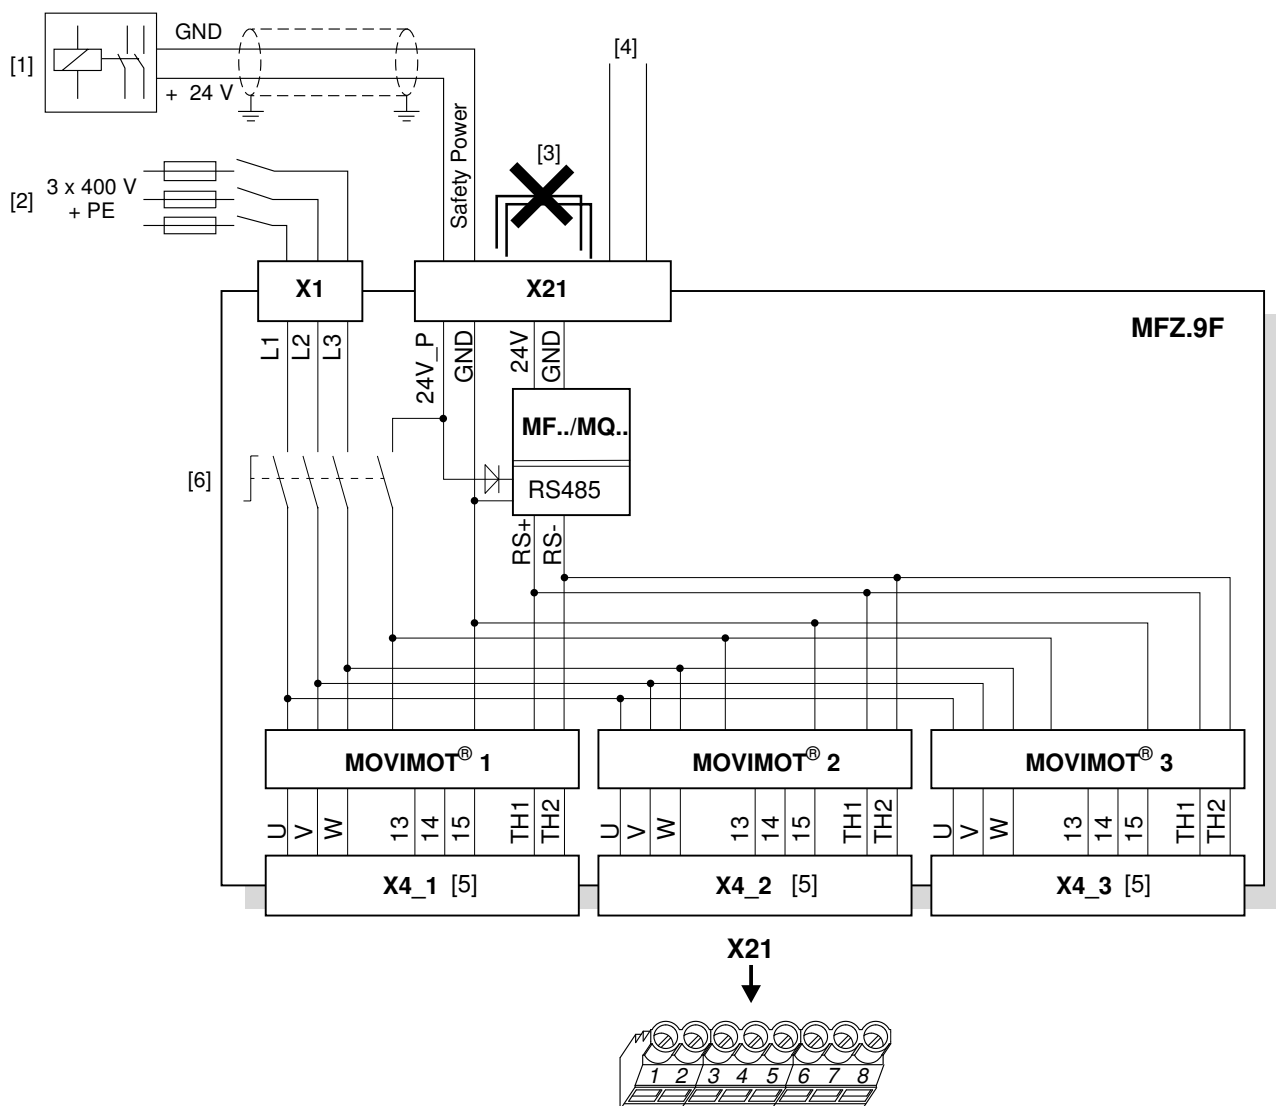 GND
[1]
+ 24 V
[4]
Safety Power
[3]
[2] 3 x 400 V
+ PE
X1
X21
MFZ.9F
L1 L2 L3
24V_P GND 24V GND
MF../MQ..
[6]
RS485
RS+ RS-
MOVIMOT® 1
MOVIMOT® 2
MOVIMOT® 3
U V W 13 14 15 TH1 TH2
U V W 13 14 15 TH1 TH2
U V W 13 14 15 TH1 TH2
X4_1 [5]
X4_2 [5]
X4_3 [5]
X21
1 2 3 4 5 6 7 8